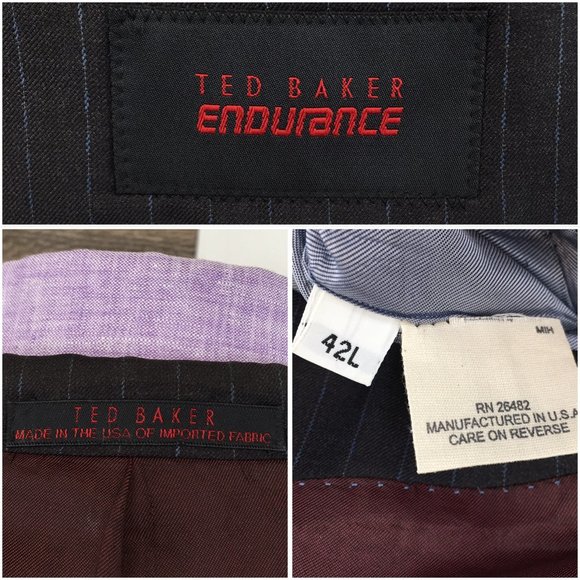 TED BAKER
ENDURANCE
TED BAKER
MADE IN THE USA OF IMPORTED FABRIC
42L
MIH
RN 26482
MANUFACTURED IN U.S.A
CARE ON REVERSE